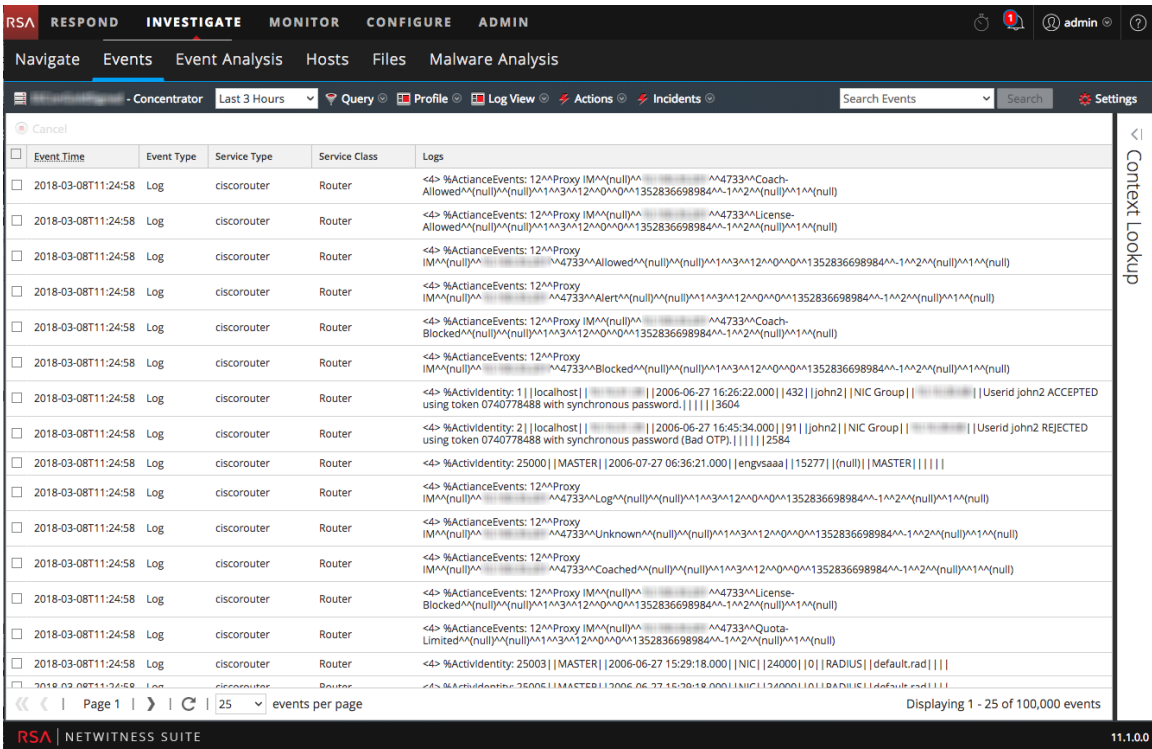 RSA RESPOND INVESTIGATE MONITOR CONFIGURE ADMIN 1 admin ?
Navigate Events Event Analysis Hosts Files Malware Analysis
- Concentrator Last 3 Hours Query Profile Log View Actions Incidents Search Events Search Settings
Cancel
Context Lookup
Event Time Event Type Service Type Service Class Logs
2018-03-08T11:24:58 Log ciscorouter Router <4> %ActianceEvents: 12^^Proxy IM^^(null)^^ ^^4733^^Coach-
Allowed^^(null)^^(null)^^1^^3^^12^^0^^0^^1352836698984^^-1^^2^^(null)^^1^^(null)
2018-03-08T11:24:58 Log ciscorouter Router <4> %ActianceEvents: 12^^Proxy IM^^(null)^^ ^^4733^^License-
Allowed^^(null)^^(null)^^1^^3^^12^^0^^0^^1352836698984^^-1^^2^^(null)^^1^^(null)
2018-03-08T11:24:58 Log ciscorouter Router <4> %ActianceEvents: 12^^Proxy
IM^^(null)^^ ^^4733^^Allowed^^(null)^^(null)^^1^^3^^12^^0^^0^^1352836698984^^-1^^2^^(null)^^1^^(null)
2018-03-08T11:24:58 Log ciscorouter Router <4> %ActianceEvents: 12^^Proxy
IM^^(null)^^ ^^4733^^Alert^^(null)^^(null)^^1^^3^^12^^0^^0^^1352836698984^^-1^^2^^(null)^^1^^(null)
2018-03-08T11:24:58 Log ciscorouter Router <4> %ActianceEvents: 12^^Proxy IM^^(null)^^ ^^4733^^Coach-
Blocked^^(null)^^(null)^^1^^3^^12^^0^^0^^1352836698984^^-1^^2^^(null)^^1^^(null)
2018-03-08T11:24:58 Log ciscorouter Router <4> %ActianceEvents: 12^^Proxy
IM^^(null)^^ ^^4733^^Blocked^^(null)^^(null)^^1^^3^^12^^0^^0^^1352836698984^^-1^^2^^(null)^^1^^(null)
2018-03-08T11:24:58 Log ciscorouter Router <4> %ActivIdentity: 1||localhost|| ||2006-06-27 16:26:22.000||432||john2||NIC Group|| ||Userid john2 ACCEPTED
using token 0740778488 with synchronous password.||||||3604
2018-03-08T11:24:58 Log ciscorouter Router <4> %ActivIdentity: 2||localhost|| ||2006-06-27 16:45:34.000||91||john2||NIC Group|| ||Userid john2 REJECTED
using token 0740778488 with synchronous password (Bad OTP).||||||2584
2018-03-08T11:24:58 Log ciscorouter Router <4> %ActivIdentity: 25000||MASTER||2006-07-27 06:36:21.000||engvsaaa||15277||(null)||MASTER||||||
2018-03-08T11:24:58 Log ciscorouter Router <4> %ActianceEvents: 12^^Proxy
IM^^(null)^^ ^^4733^^Log^^(null)^^(null)^^1^^3^^12^^0^^0^^1352836698984^^-1^^2^^(null)^^1^^(null)
2018-03-08T11:24:58 Log ciscorouter Router <4> %ActianceEvents: 12^^Proxy
IM^^(null)^^ ^^4733^^Unknown^^(null)^^(null)^^1^^3^^12^^0^^0^^1352836698984^^-1^^2^^(null)^^1^^(null)
2018-03-08T11:24:58 Log ciscorouter Router <4> %ActianceEvents: 12^^Proxy
IM^^(null)^^ ^^4733^^Coached^^(null)^^(null)^^1^^3^^12^^0^^0^^1352836698984^^-1^^2^^(null)^^1^^(null)
2018-03-08T11:24:58 Log ciscorouter Router <4> %ActianceEvents: 12^^Proxy IM^^(null)^^ ^^4733^^License-
Blocked^^(null)^^(null)^^1^^3^^12^^0^^0^^1352836698984^^-1^^2^^(null)^^1^^(null)
2018-03-08T11:24:58 Log ciscorouter Router <4> %ActianceEvents: 12^^Proxy IM^^(null)^^ ^^4733^^Quota-
Limited^^(null)^^(null)^^1^^3^^12^^0^^0^^1352836698984^^-1^^2^^(null)^^1^^(null)
2018-03-08T11:24:58 Log ciscorouter Router <4> %ActivIdentity: 25003||MASTER||2006-06-27 15:29:18.000||NIC||24000||0||RADIUS||default.rad||||
2018-03-08T11:24:58 Log ciscorouter Router <4> %ActivIdentity: 25005||MASTER||2006-06-27 15:29:18.000||NIC||24000||0||RADIUS||default.rad||||
Page 1 25 events per page Displaying 1 - 25 of 100,000 events
RSA NETWITNESS SUITE 11.1.0.0